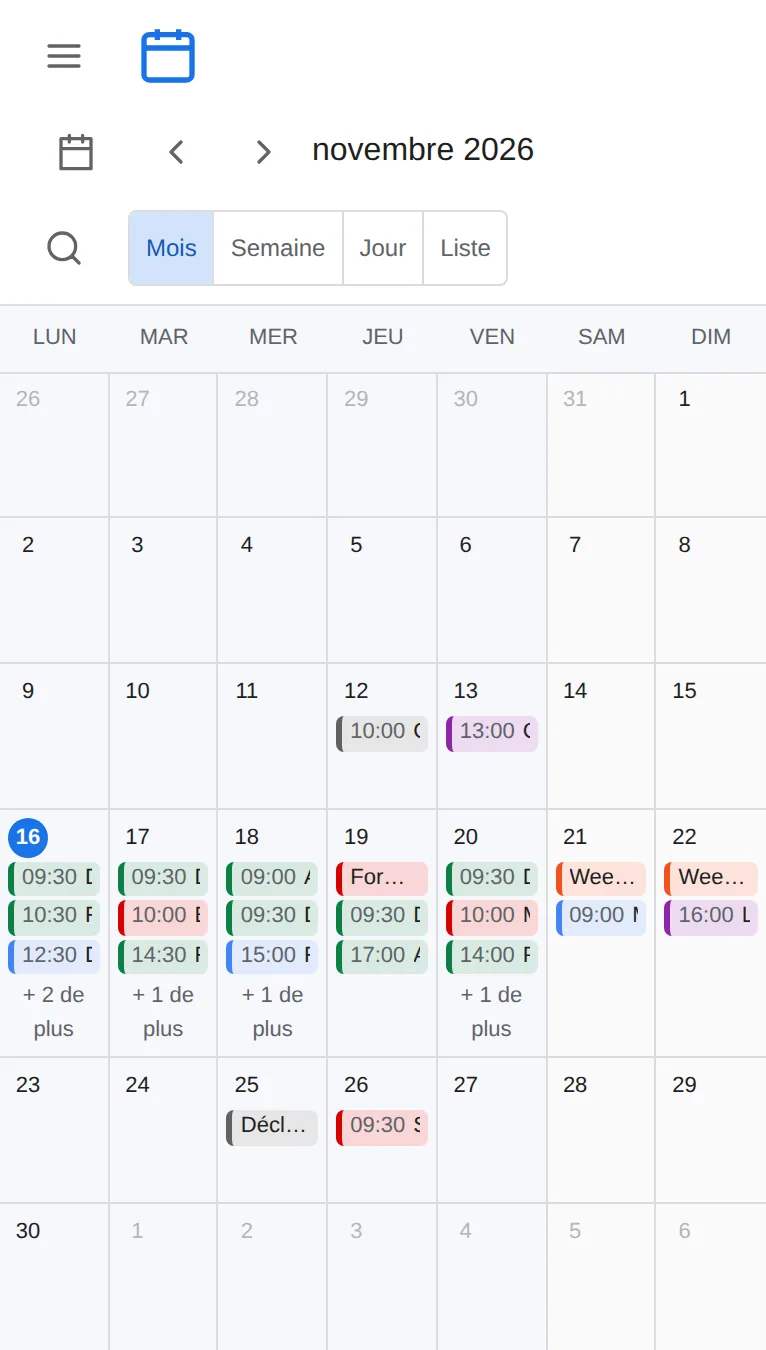 novembre 2026
Mois Semaine Jour Liste
LUN MAR MER JEU VEN SAM DIM
26 27 28 29 30 31 1
2 3 4 5 6 7 8
9 10 11 12 13 14 15
10:00 13:00
16 17 18 19 20 21 22
09:30 09:30 09:00 For… 09:30 Wee… Wee…
10:30 10:00 09:30 09:30 10:00 09:00 16:00
12:30 14:30 15:00 17:00 14:00
+ 2 de + 1 de + 1 de + 1 de
plus plus plus plus
23 24 25 26 27 28 29
Décl… 09:30
30 1 2 3 4 5 6